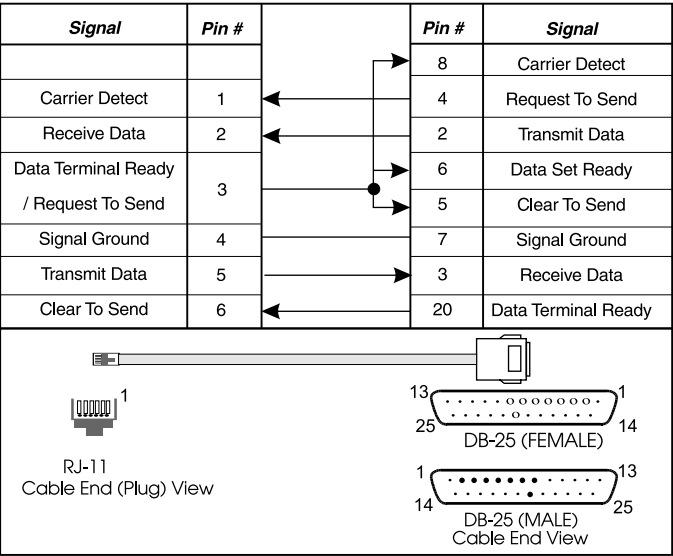 Signal Pin # Pin # Signal
8 Carrier Detect
Carrier Detect 1 4 Request To Send
Receive Data 2 2 Transmit Data
Data Terminal Ready 6 Data Set Ready
3
/ Request To Send 5 Clear To Send
Signal Ground 4 7 Signal Ground
Transmit Data 5 3 Receive Data
Clear To Send 6 20 Data Terminal Ready
1
RJ-11
Cable End (Plug) View
13 1
25 14
DB-25 (FEMALE)
1 13
14 25
DB-25 (MALE)
Cable End View